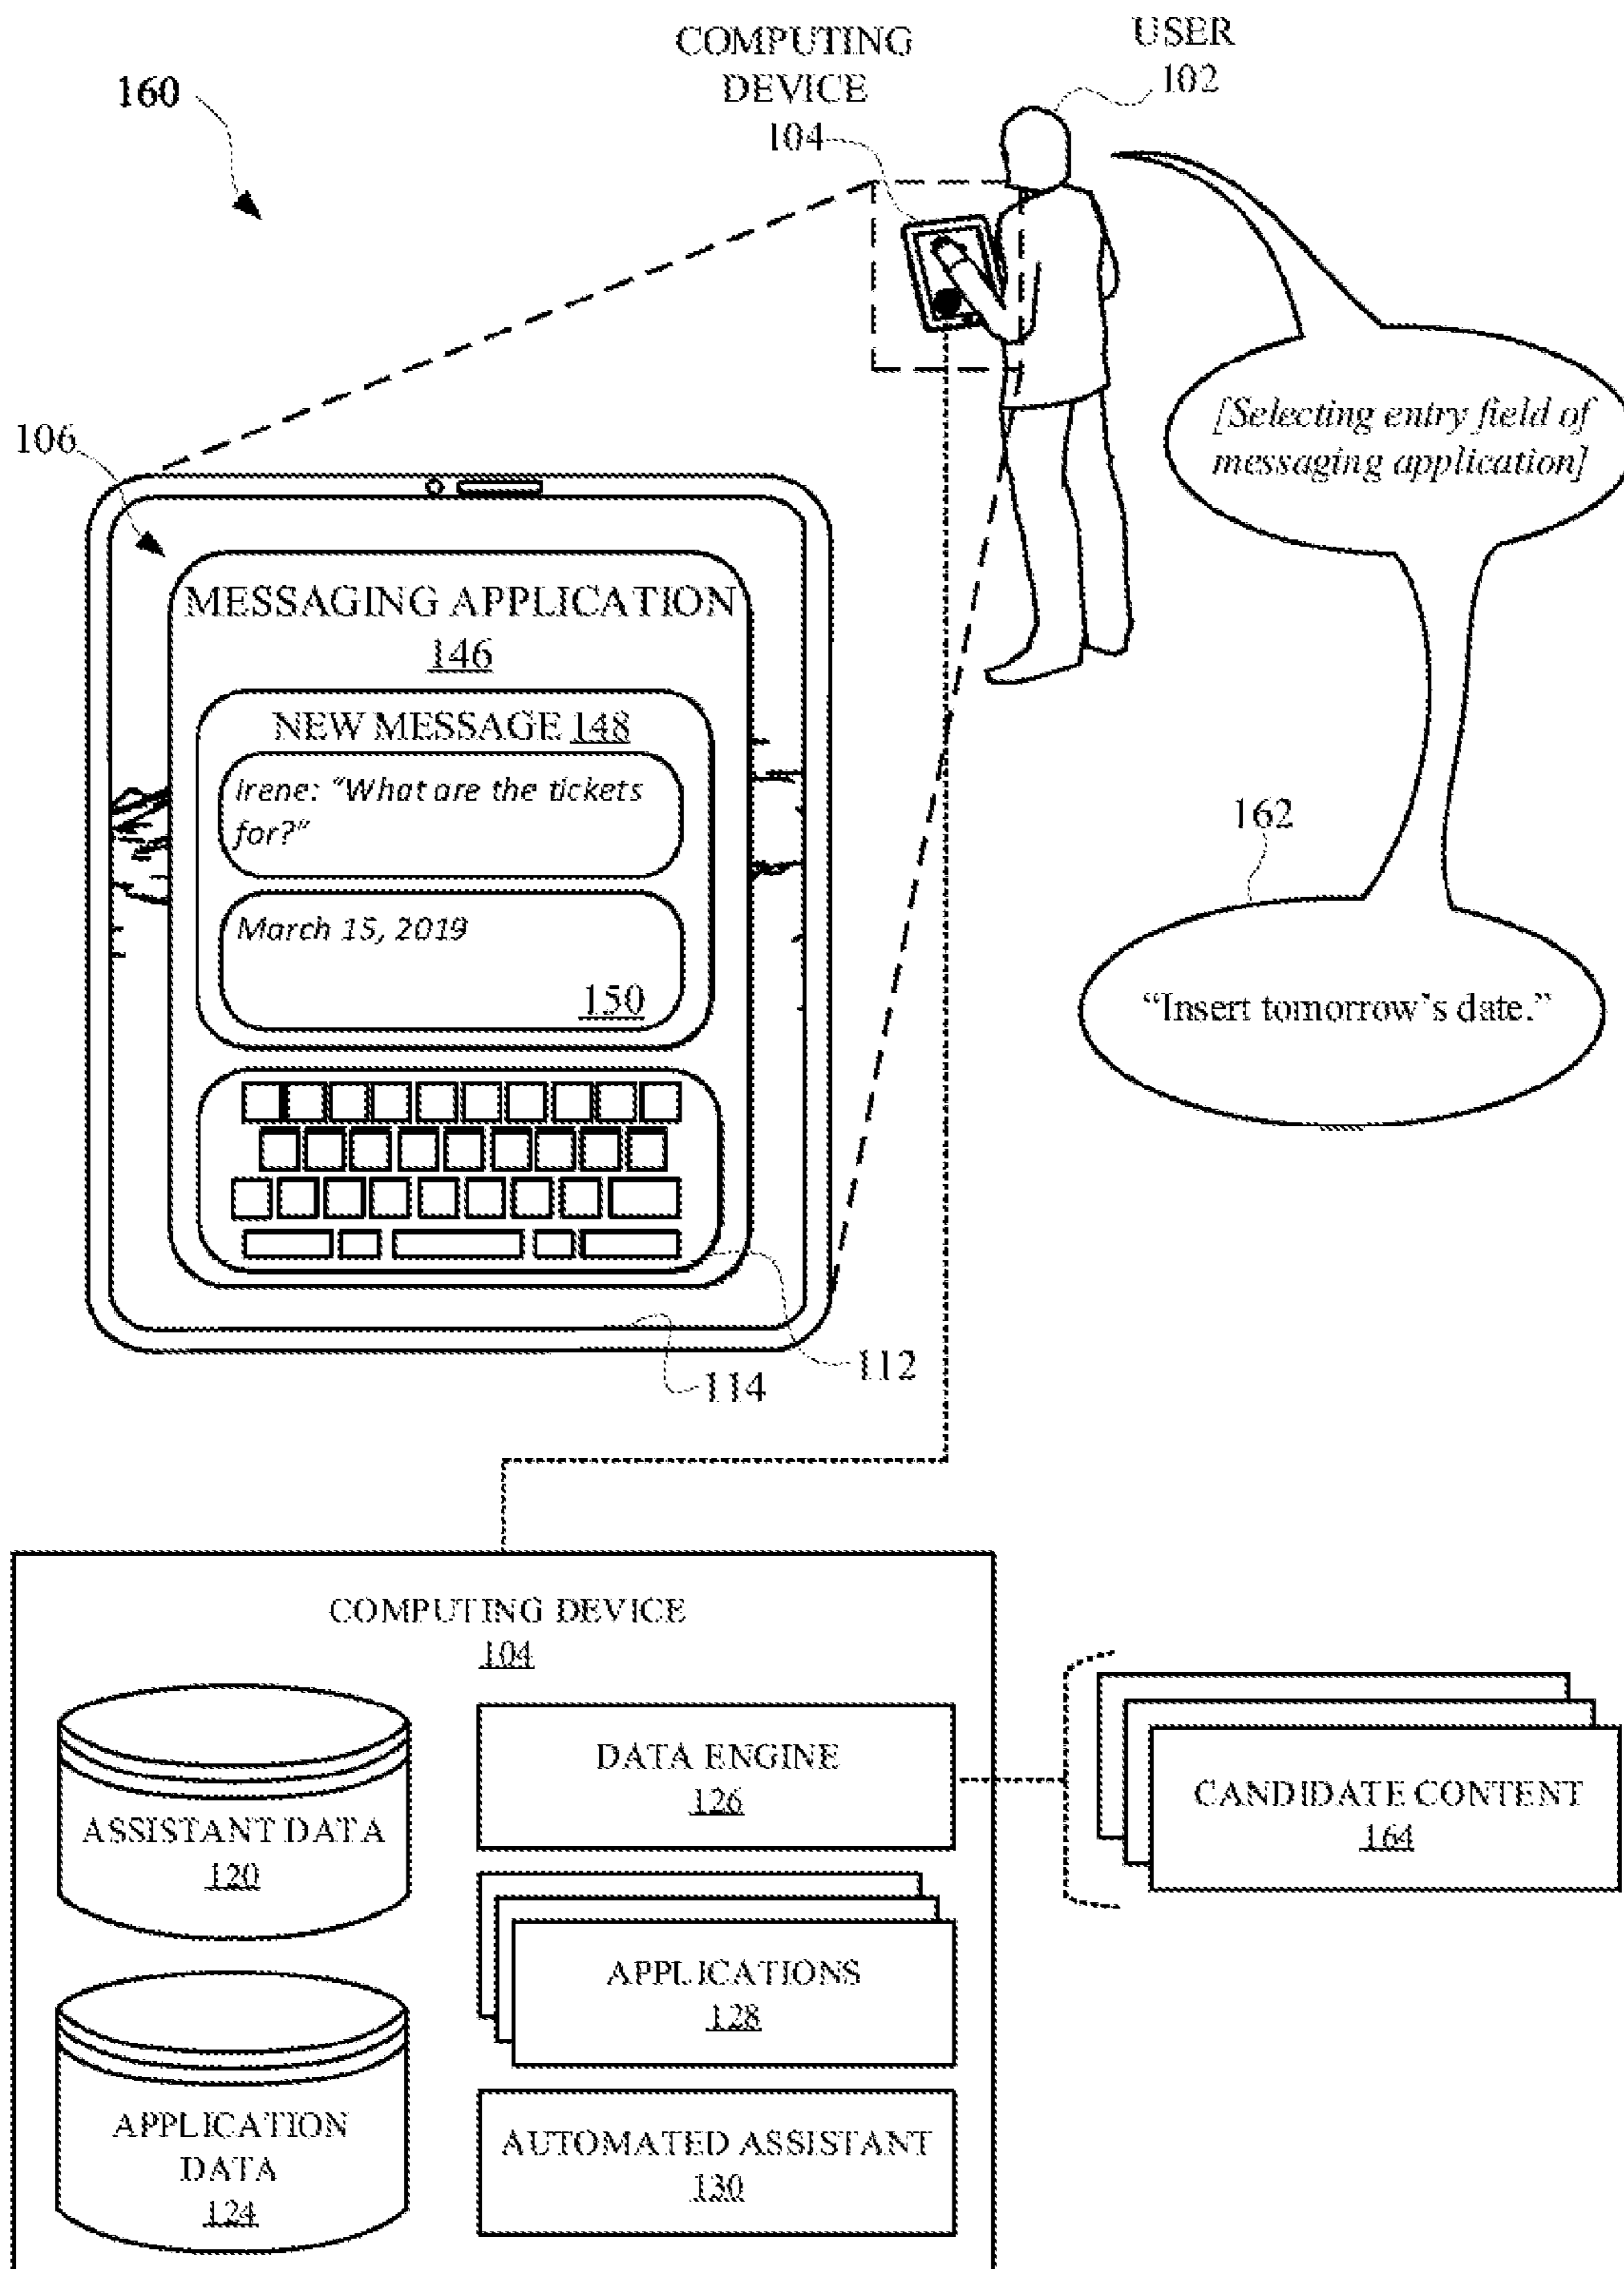 160
COMPUTING
DEVICE
104
USER
102
[Selecting entry field of
messaging application]
106
MESSAGING APPLICATION
146
NEW MESSAGE 148
Irene: “What are the tickets
for?”
March 15, 2019
150
162
“Insert tomorrow’s date.”
112
114
COMPUTING DEVICE
104
ASSISTANT DATA
120
DATA ENGINE
126
CANDIDATE CONTENT
164
APPLICATIONS
128
APPLICATION
DATA
124
AUTOMATED ASSISTANT
130